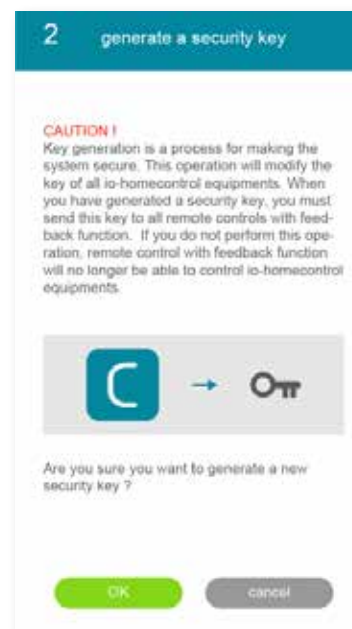 2 generate a security key
CAUTION !
Key generation is a process for making the
system secure. This operation will modify the
key of all io-homecontrol equipments. When
you have generated a security key, you must
send this key to all remote controls with feed-
back function. If you do not perform this ope-
ration, remote control with feedback function
will no longer be able to control io-homecontrol
equipments.
C
Are you sure you want to generate a new
security key ?
OK cancel